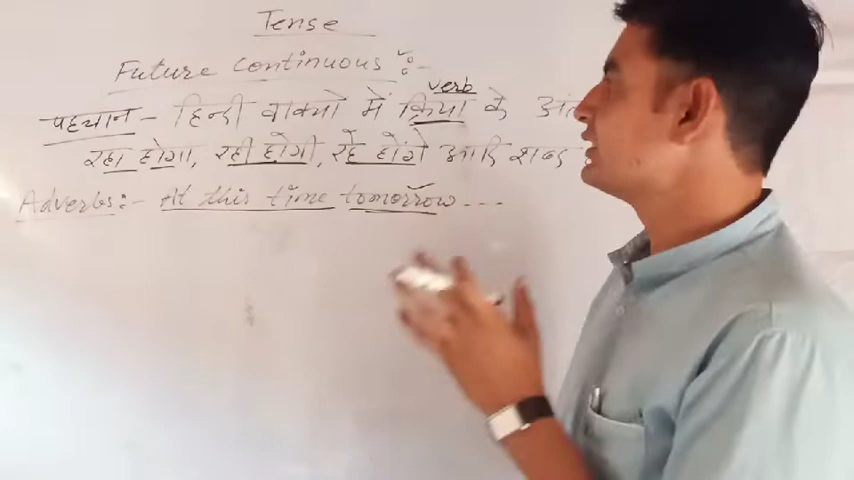 Tense
Future Continuous :-
verb
पहचान - हिन्दी वाक्यो में क्रिया के अंत
रहा होगा, रही होगी, रहे होंगे आदि शब्द
Adverbs :- At this time tomorrow ---